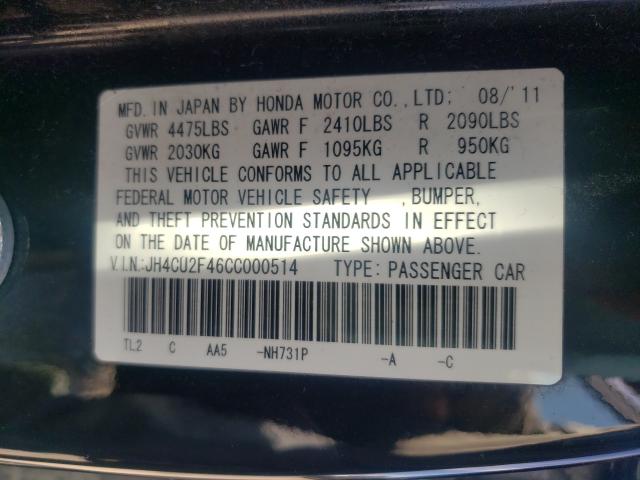 MFD. IN JAPAN BY HONDA MOTOR CO.,LTD: 08/'11
GVWR 4475LBS GAWR F 2410LBS R 2090LBS
GVWR 2030KG GAWR F 1095KG R 950KG
THIS VEHICLE CONFORMS TO ALL APPLICABLE
FEDERAL MOTOR VEHICLE SAFETY , BUMPER,
AND THEFT PREVENTION STANDARDS IN EFFECT
ON THE DATE OF MANUFACTURE SHOWN ABOVE.
V.I.N.:JH4CU2F46CC000514 TYPE: PASSENGER CAR
TL2 C AA5 -NH731P -A -C